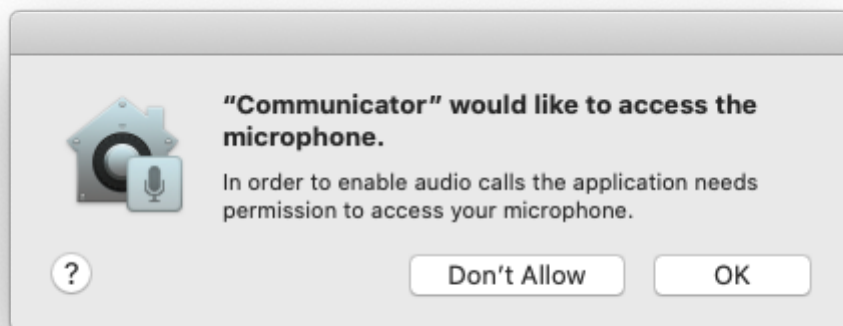 “Communicator” would like to access the
microphone.
In order to enable audio calls the application needs
permission to access your microphone.
?
Don’t Allow
OK